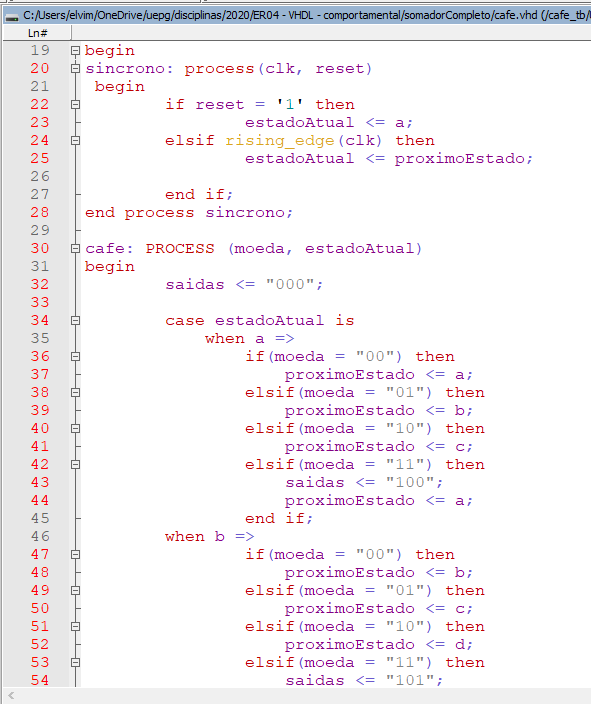 C:/Users/elvim/OneDrive/uepg/disciplinas/2020/ER04 - VHDL - comportamental/somadorCompleto/cafe.vhd (/cafe_tb/
Ln#
19 begin
20 sincrono: process(clk, reset)
21  begin
22         if reset = '1' then
23                 estadoAtual <= a;
24         elsif rising_edge(clk) then
25                 estadoAtual <= proximoEstado;
26
27         end if;
28 end process sincrono;
29
30 cafe: PROCESS (moeda, estadoAtual)
31 begin
32         saidas <= "000";
33
34         case estadoAtual is
35             when a =>
36                 if(moeda = "00") then
37                     proximoEstado <= a;
38                 elsif(moeda = "01") then
39                     proximoEstado <= b;
40                 elsif(moeda = "10") then
41                     proximoEstado <= c;
42                 elsif(moeda = "11") then
43                     saidas <= "100";
44                     proximoEstado <= a;
45                 end if;
46         when b =>
47                 if(moeda = "00") then
48                     proximoEstado <= b;
49                 elsif(moeda = "01") then
50                     proximoEstado <= c;
51                 elsif(moeda = "10") then
52                     proximoEstado <= d;
53                 elsif(moeda = "11") then
54                     saidas <= "101";